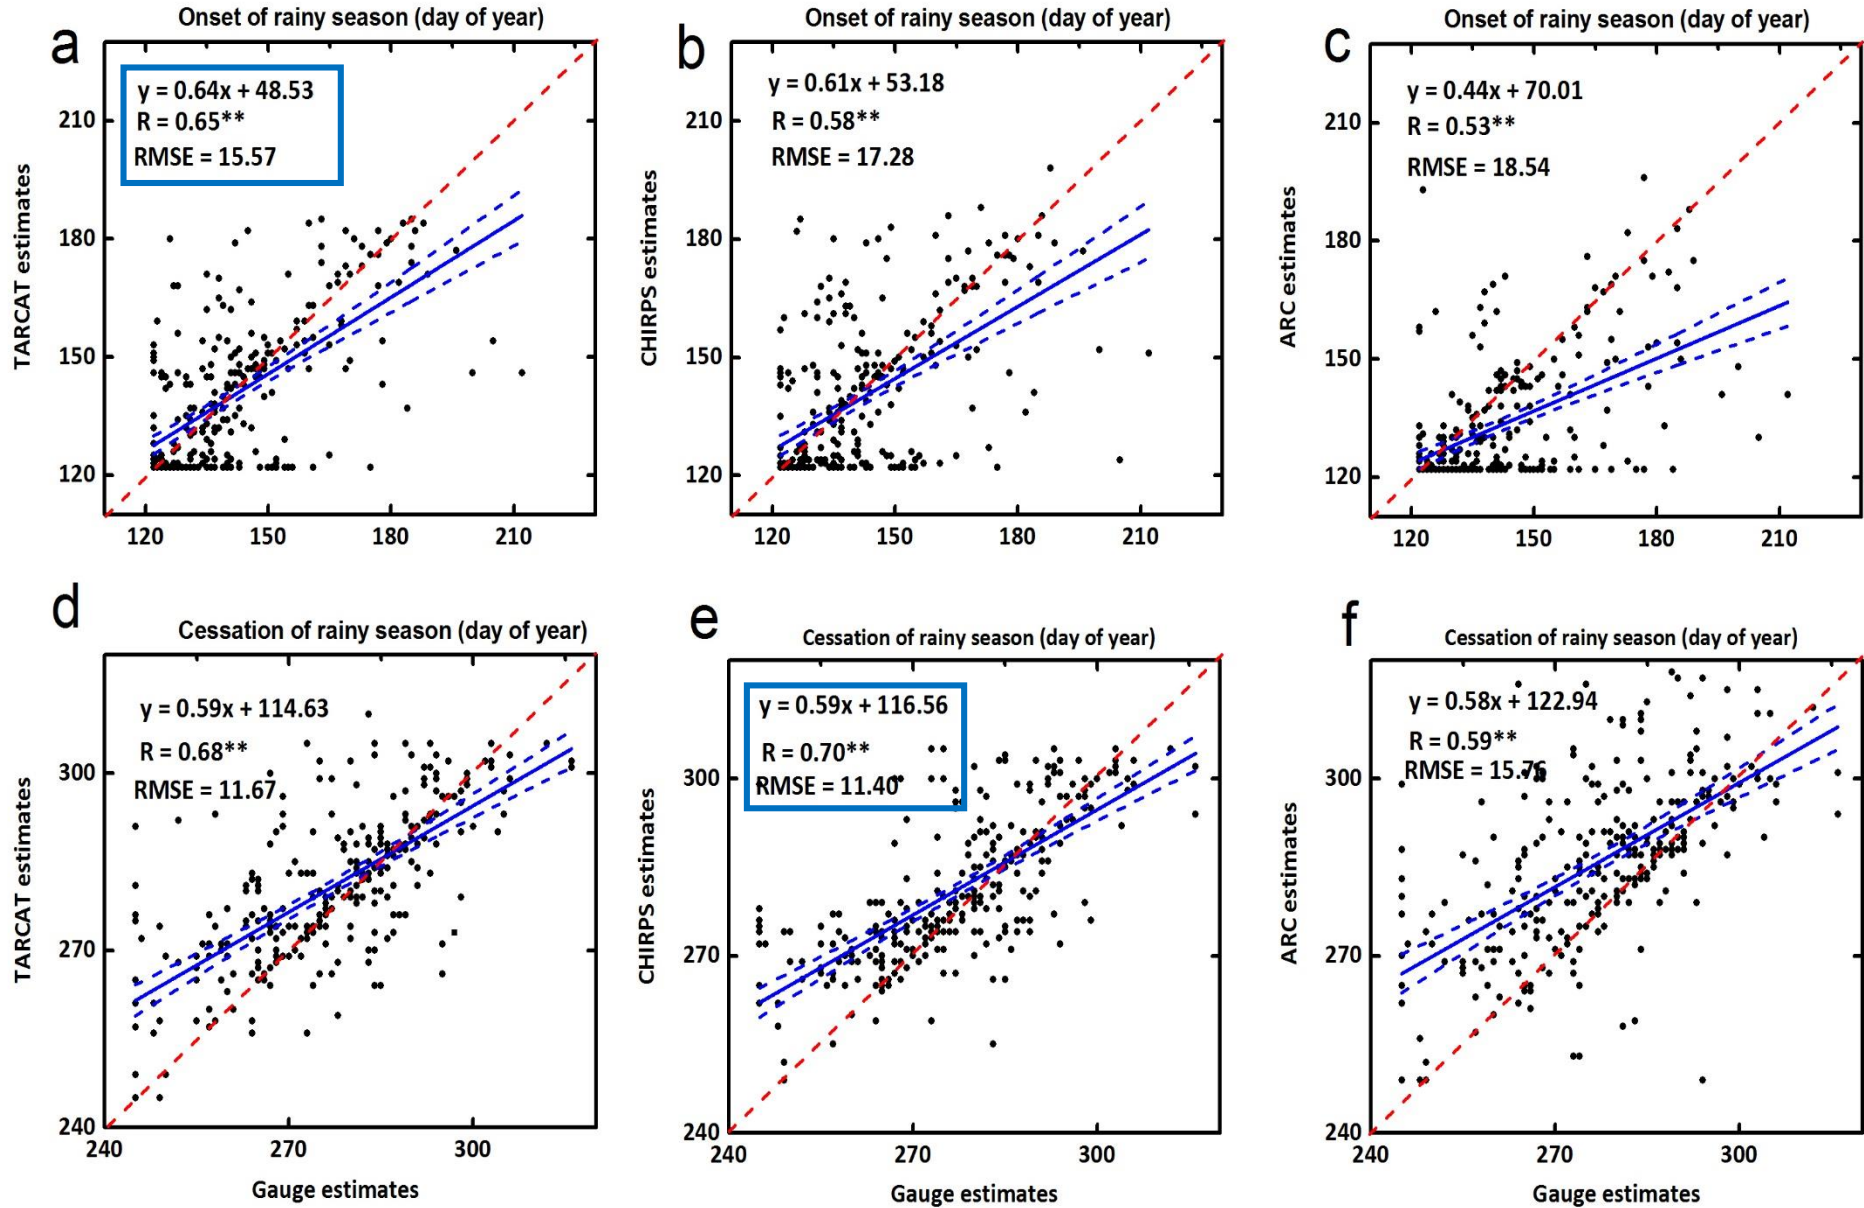 Onset of rainy season (day of year)
a
y = 0.64x + 48.53
R = 0.65**
RMSE = 15.57
210
180
150
120
TARCAT estimates
120 150 180 210
Onset of rainy season (day of year)
b
y = 0.61x + 53.18
R = 0.58**
RMSE = 17.28
210
180
150
120
CHIRPS estimates
120 150 180 210
Onset of rainy season (day of year)
c
y = 0.44x + 70.01
R = 0.53**
RMSE = 18.54
210
180
150
120
ARC estimates
120 150 180 210
d
Cessation of rainy season (day of year)
y = 0.59x + 114.63
R = 0.68**
RMSE = 11.67
300
270
240
TARCAT estimates
240 270 300
Gauge estimates
e
Cessation of rainy season (day of year)
y = 0.59x + 116.56
R = 0.70**
RMSE = 11.40
300
270
240
CHIRPS estimates
240 270 300
Gauge estimates
f
Cessation of rainy season (day of year)
y = 0.58x + 122.94
R = 0.59**
RMSE = 15.76
300
270
240
ARC estimates
240 270 300
Gauge estimates